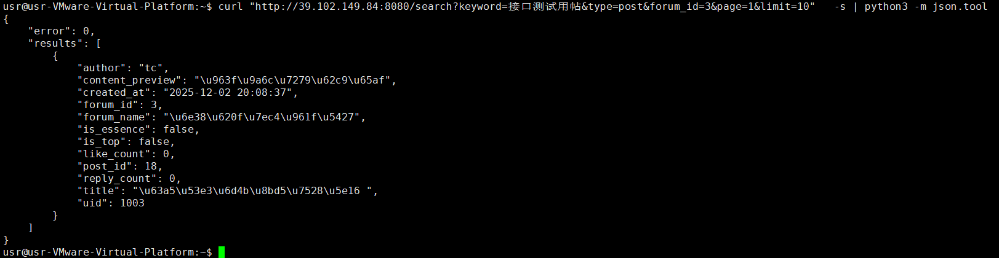 usr@usr-VMware-Virtual-Platform:~$ curl "http://39.102.149.84:8080/search?keyword=接口测试用帖&type=post&forum_id=3&page=1&limit=10"   -s | python3 -m json.tool
{
    "error": 0,
    "results": [
        {
            "author": "tc",
            "content_preview": "\u963f\u9a6c\u7279\u62c9\u65af",
            "created_at": "2025-12-02 20:08:37",
            "forum_id": 3,
            "forum_name": "\u6e38\u620f\u7ec4\u961f\u5427",
            "is_essence": false,
            "is_top": false,
            "like_count": 0,
            "post_id": 18,
            "reply_count": 0,
            "title": "\u63a5\u53e3\u6d4b\u8bd5\u7528\u5e16 ",
            "uid": 1003
        }
    ]
}
usr@usr-VMware-Virtual-Platform:~$